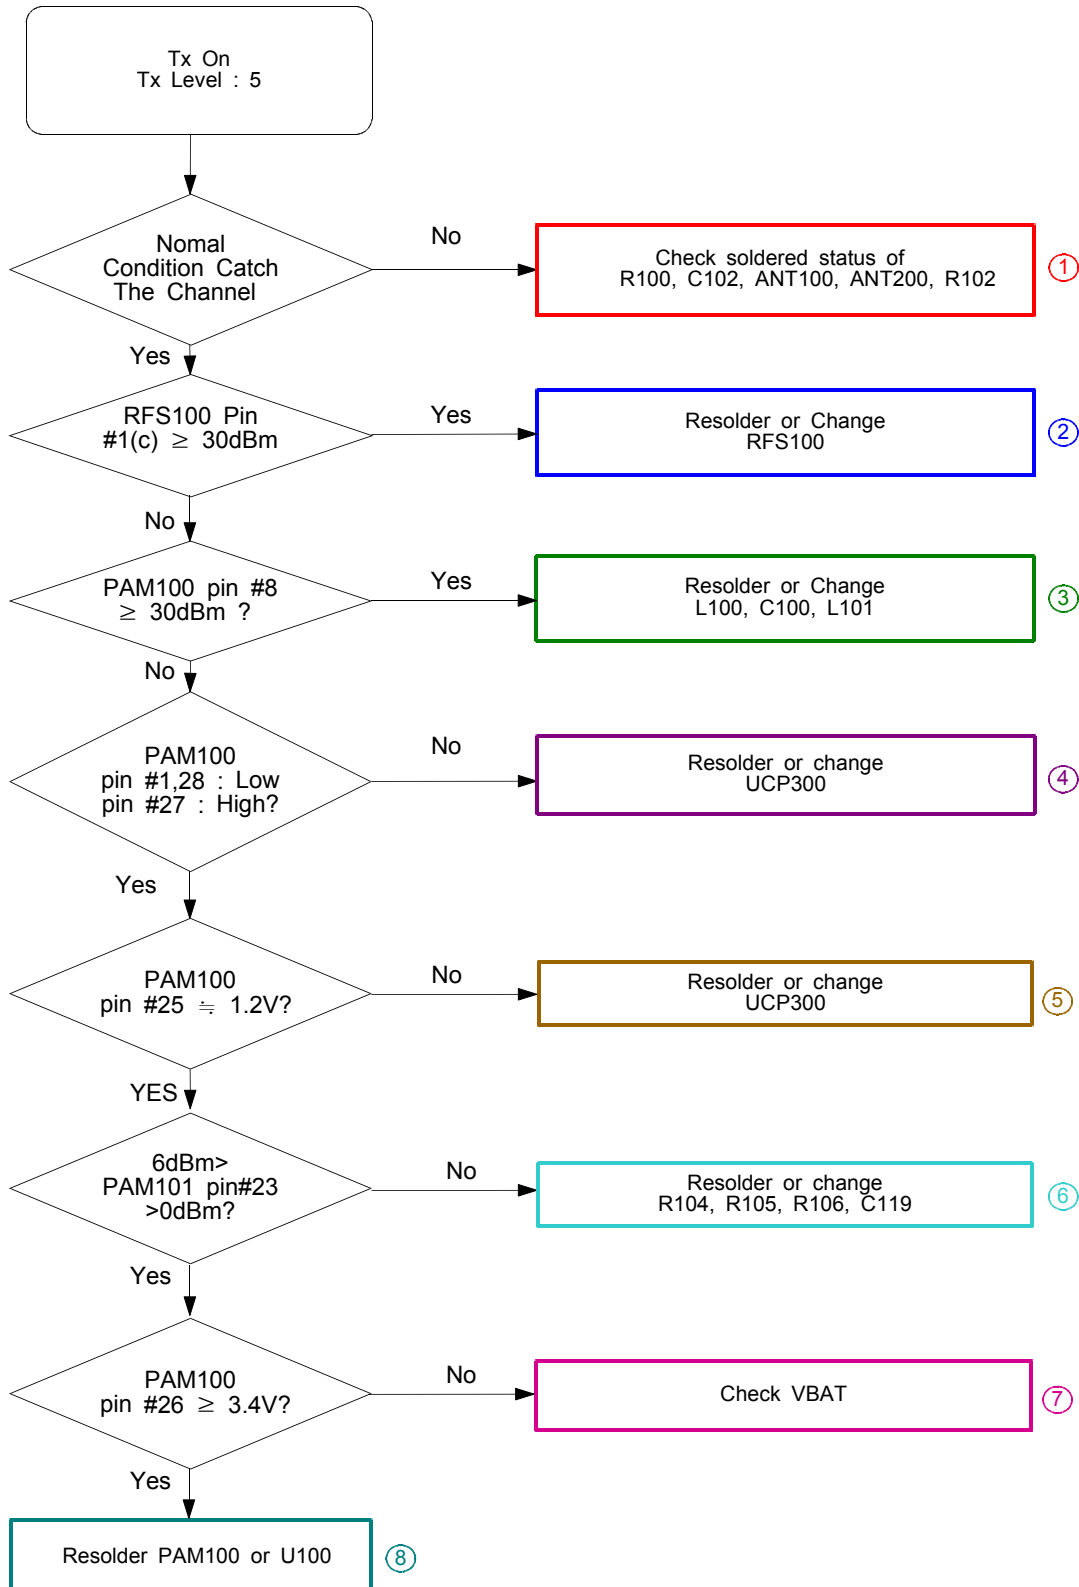 Tx On
Tx Level : 5
Nomal
Condition Catch
The Channel
No
Check soldered status of
R100, C102, ANT100, ANT200, R102
①
Yes
RFS100 Pin
#1(c) ≥ 30dBm
Yes
Resolder or Change
RFS100
②
No
PAM100 pin #8
≥ 30dBm ?
Yes
Resolder or Change
L100, C100, L101
③
No
PAM100
pin #1,28 : Low
pin #27 : High?
No
Resolder or change
UCP300
④
Yes
PAM100
pin #25 ≒ 1.2V?
No
Resolder or change
UCP300
⑤
YES
6dBm>
PAM101 pin#23
>0dBm?
No
Resolder or change
R104, R105, R106, C119
⑥
Yes
PAM100
pin #26 ≥ 3.4V?
No
Check VBAT
⑦
Yes
Resolder PAM100 or U100
⑧